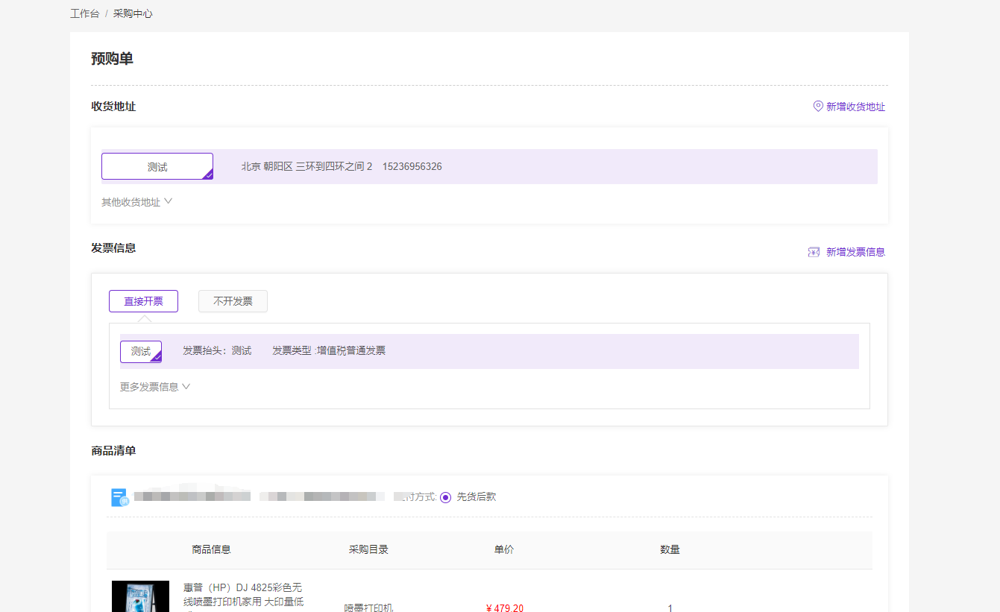 工作台 / 采购中心
预购单
收货地址
新增收货地址
测试
北京 朝阳区 三环到四环之间 2 15236956326
其他收货地址
发票信息
新增发票信息
直接开票
不开发票
测试
发票抬头：测试 发票类型 :增值税普通发票
更多发票信息
商品清单
付方式: 先货后款
商品信息 采购目录 单价 数量
惠普（HP）DJ 4825彩色无
线喷墨打印机家用 大印量低
喷墨打印机 ¥ 479.20 1